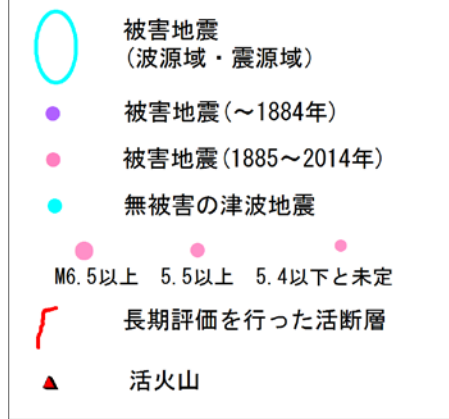 被害地震
(波源域・震源域)
被害地震(～1884年)
被害地震(1885～2014年)
無被害の津波地震
M6.5以上 5.5以上 5.4以下と未定
長期評価を行った活断層
活火山